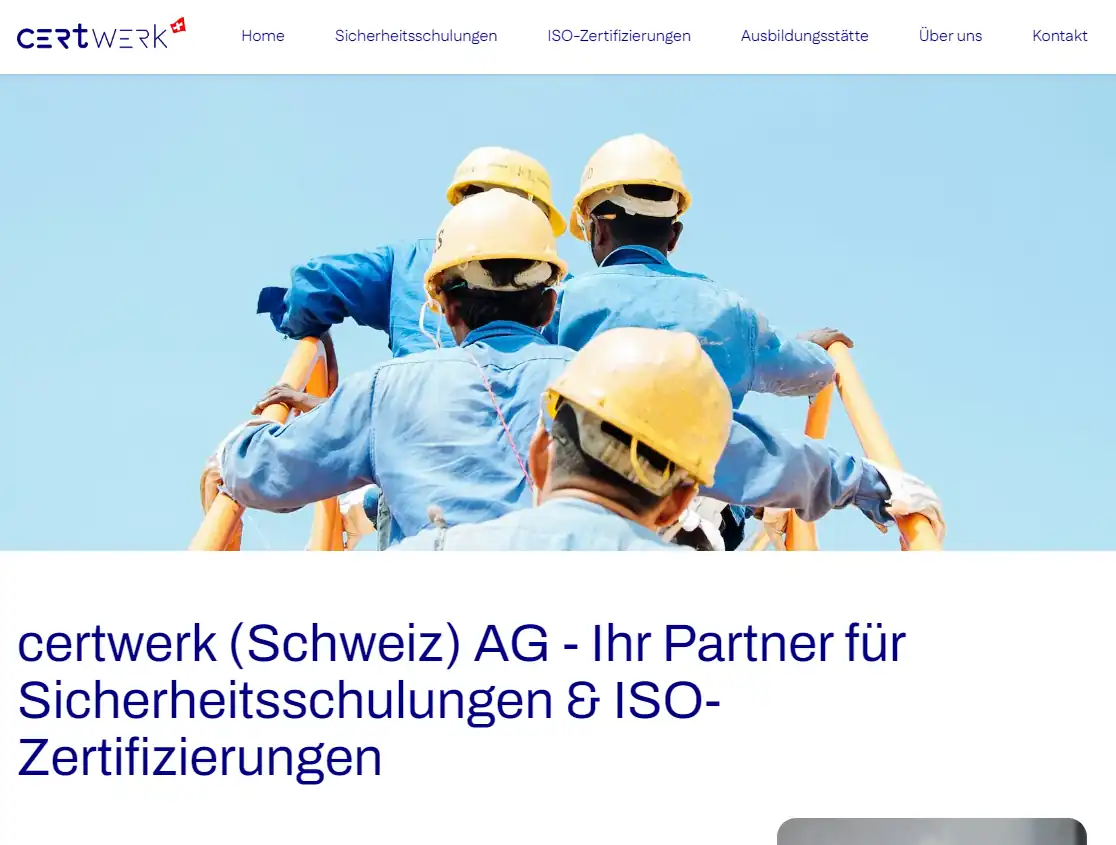 certwerk
Home
Sicherheitsschulungen
ISO-Zertifizierungen
Ausbildungsstätte
Über uns
Kontakt
certwerk (Schweiz) AG - Ihr Partner für
Sicherheitsschulungen & ISO-
Zertifizierungen